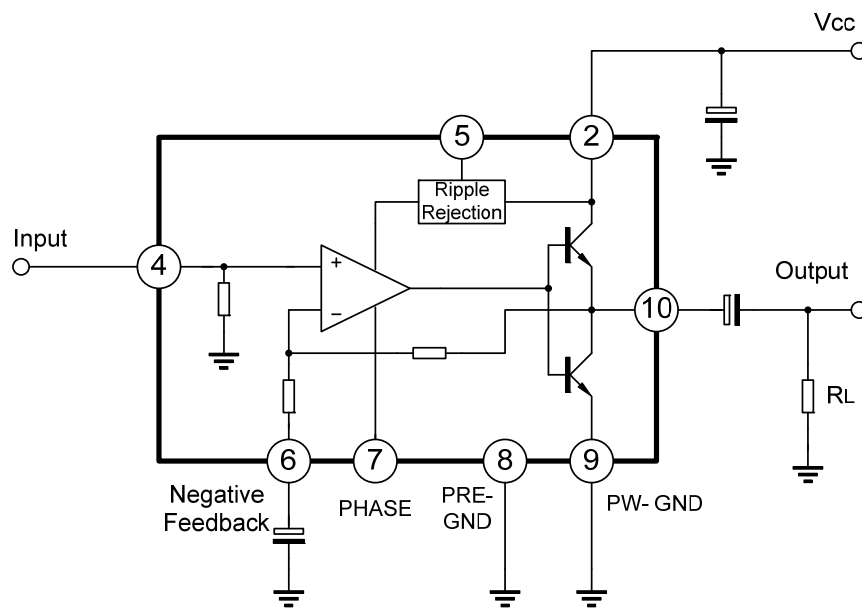 Vcc
5
2
Ripple
Rejection
Input
4
+
−
Output
10
RL
6
7
8
9
Negative
Feedback
PHASE
PRE-
GND
PW- GND